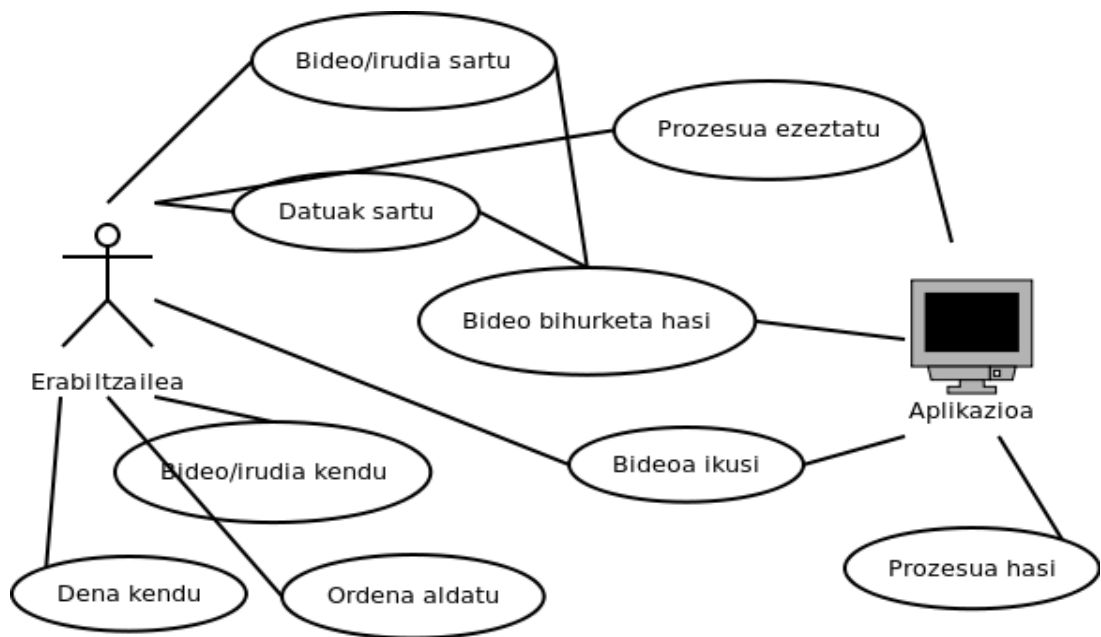 Bideo/irudia sartu
Prozesua ezeztatu
Datuak sartu
Bideo bihurketa hasi
Erabiltzailea
Aplikazioa
Bideo/irudia kendu
Bideoa ikusi
Prozesua hasi
Dena kendu
Ordena aldatu